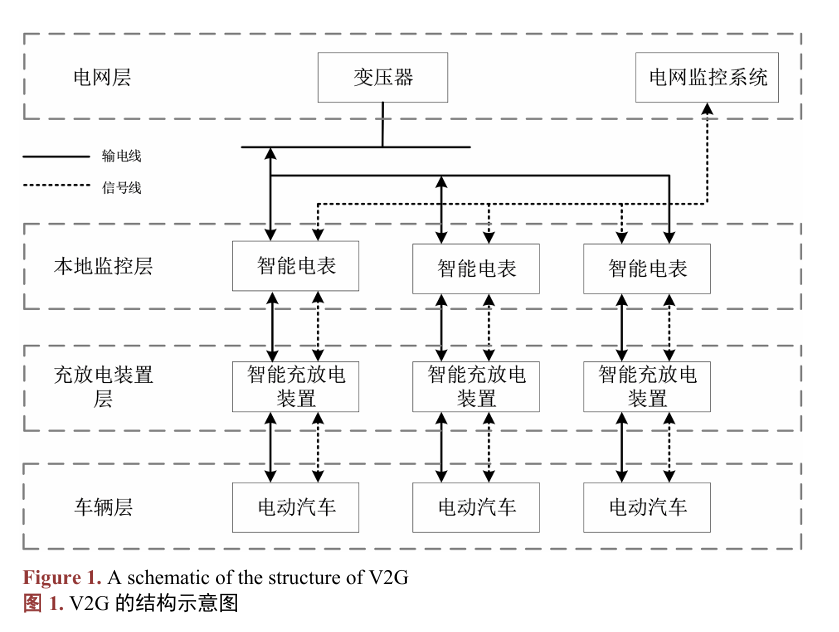 电网层
变压器
电网监控系统
输电线
信号线
本地监控层
智能电表
智能电表
智能电表
充放电装置
层
智能充放电
装置
智能充放电
装置
智能充放电
装置
车辆层
电动汽车
电动汽车
电动汽车
Figure 1. A schematic of the structure of V2G
图 1. V2G 的结构示意图